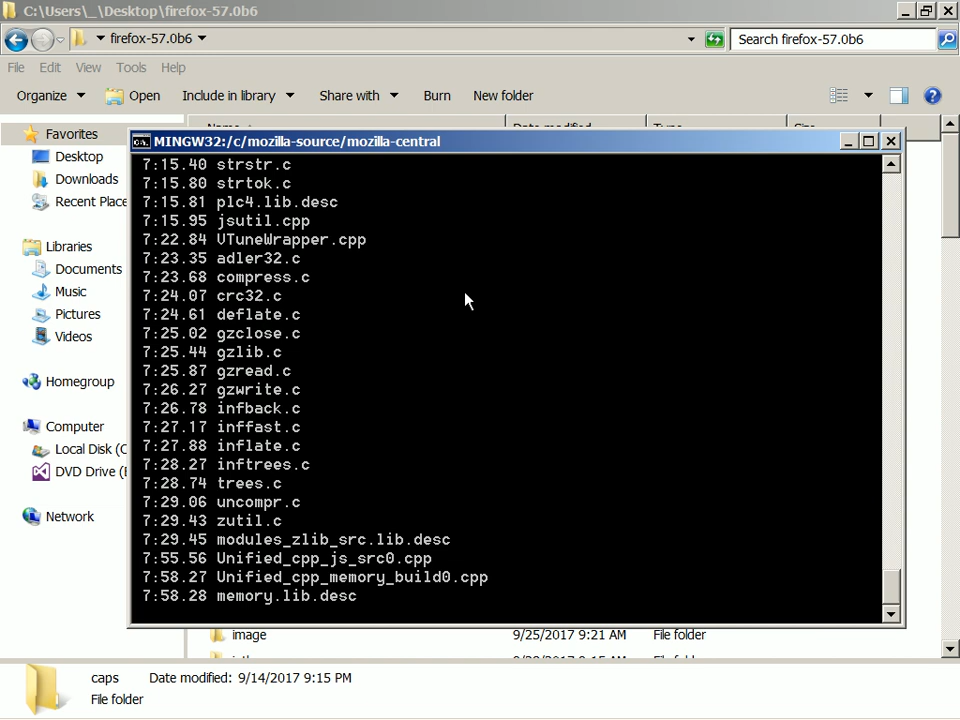 C:\Users\_\Desktop\firefox-57.0b6
firefox-57.0b6
Search firefox-57.0b6
File Edit View Tools Help
Organize Open Include in library Share with Burn New folder
Name Date modified Type Size
Favorites
Desktop
Downloads
Recent Place
Libraries
Documents
Music
Pictures
Videos
Homegroup
Computer
Local Disk (C
DVD Drive (
Network
MINGW32:/c/mozilla-source/mozilla-central
7:15.40 strstr.c
7:15.80 strtok.c
7:15.81 plc4.lib.desc
7:15.95 jsutil.cpp
7:22.84 VTuneWrapper.cpp
7:23.35 adler32.c
7:23.68 compress.c
7:24.07 crc32.c
7:24.61 deflate.c
7:25.02 gzclose.c
7:25.44 gzlib.c
7:25.87 gzread.c
7:26.27 gzwrite.c
7:26.78 infback.c
7:27.17 inffast.c
7:27.88 inflate.c
7:28.27 inftrees.c
7:28.74 trees.c
7:29.06 uncompr.c
7:29.43 zutil.c
7:29.45 modules_zlib_src.lib.desc
7:55.56 Unified_cpp_js_src0.cpp
7:58.27 Unified_cpp_memory_build0.cpp
7:58.28 memory.lib.desc
image 9/25/2017 9:21 AM File folder
caps Date modified: 9/14/2017 9:15 PM
File folder